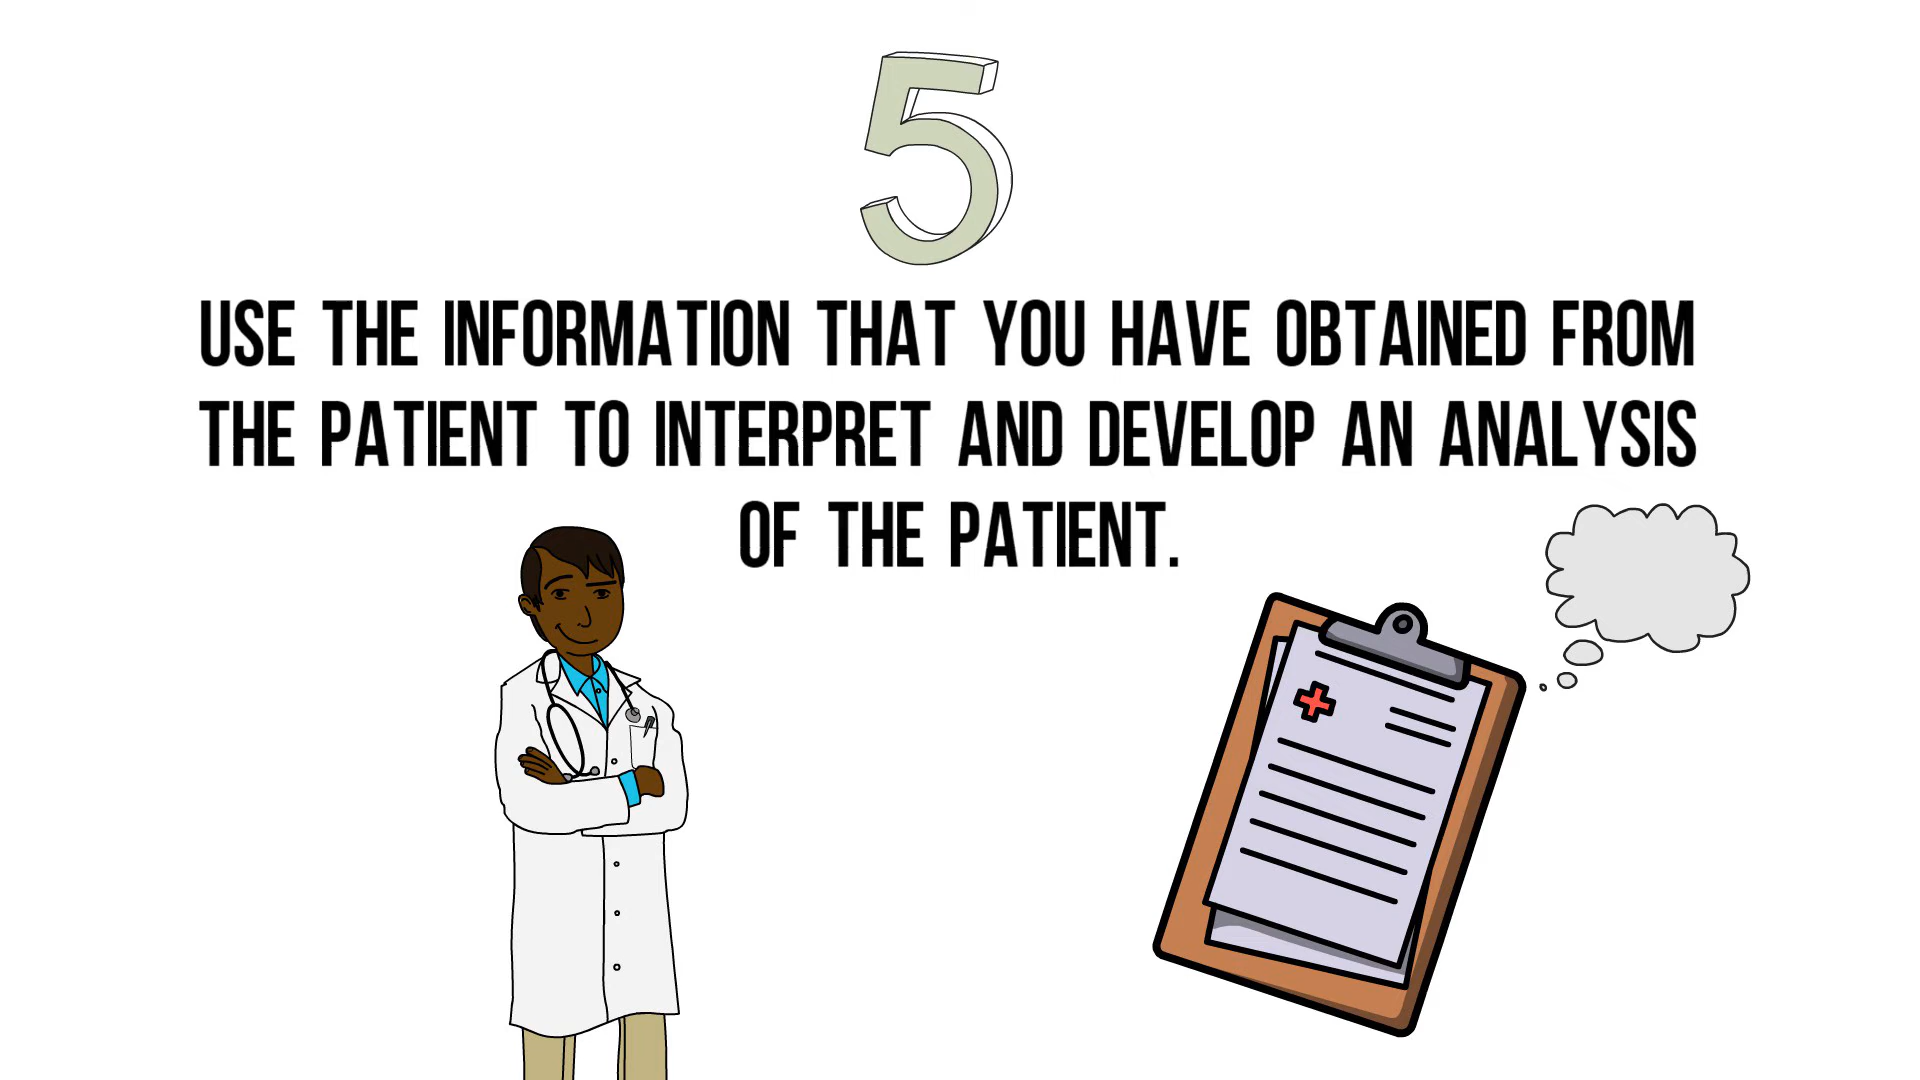 5
USE THE INFORMATION THAT YOU HAVE OBTAINED FROM
THE PATIENT TO INTERPRET AND DEVELOP AN ANALYSIS
OF THE PATIENT.